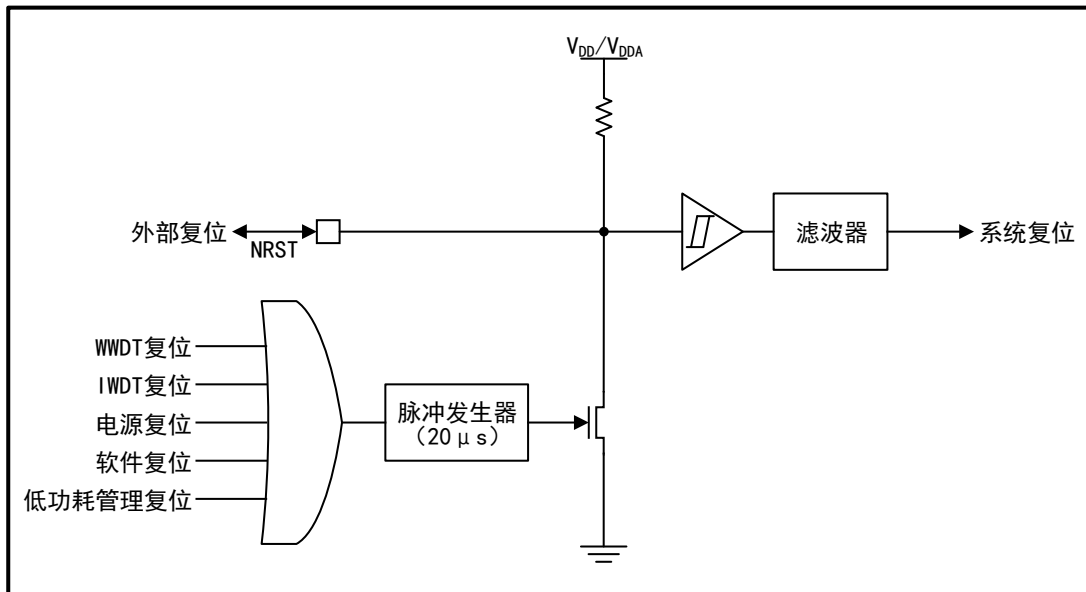 VDD/VDDA
外部复位
NRST
滤波器
系统复位
WWDT复位
IWDT复位
电源复位
软件复位
低功耗管理复位
脉冲发生器
(20μs)